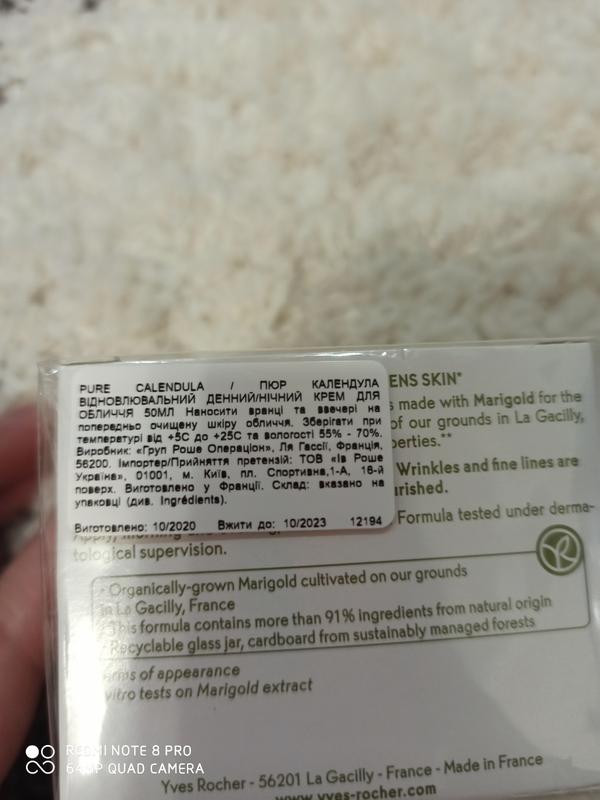 PURE CALENDULA / ПЮР КАЛЕНДУЛА
ВІДНОВЛЮВАЛЬНИЙ ДЕННИЙ/НІЧНИЙ КРЕМ ДЛЯ
ОБЛИЧЧЯ 50МЛ Наносити вранці та ввечері на
попередньо очищену шкіру обличчя. Зберігати при
температурі від +5С до +25С та вологості 55% - 70%.
Виробник: «Груп Роше Операціон», Ля Гассії, Франція,
56200. Імпортер/Прийняття претензій: ТОВ «Ів Роше
Україна», 01001, м. Київ, пл. Спортивна,1-А, 16-й
поверх. Виготовлено у Франції. Склад: вказано на
упаковці (див. Ingrédients).
Виготовлено: 10/2020 Вжити до: 10/2023 12194
ENS SKIN*
made with Marigold for the
of our grounds in La Gacilly,
perties.**
Wrinkles and fine lines are
urished.
Formula tested under derma-
tological supervision.
• Organically-grown Marigold cultivated on our grounds
in La Gacilly, France
This formula contains more than 91% ingredients from natural origin
• Recyclable glass jar, cardboard from sustainably managed forests
erms of appearance
vitro tests on Marigold extract
Yves Rocher - 56201 La Gacilly - France - Made in France
www.yves-rocher.com
REDMI NOTE 8 PRO
64MP QUAD CAMERA